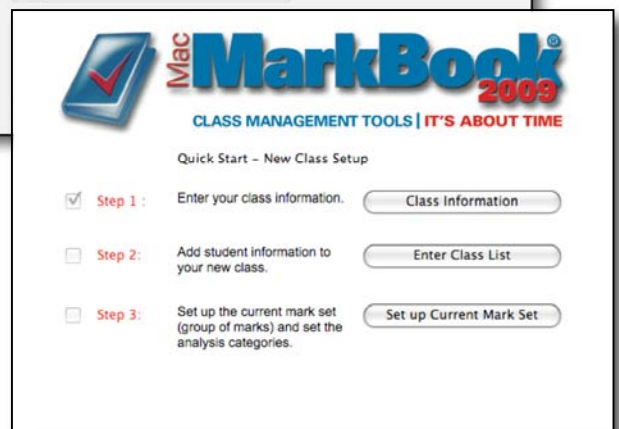 Mac MarkBook®
2009
CLASS MANAGEMENT TOOLS | IT'S ABOUT TIME
Quick Start – New Class Setup
Step 1 : Enter your class information. Class Information
Step 2: Add student information to your new class. Enter Class List
Step 3: Set up the current mark set (group of marks) and set the analysis categories. Set up Current Mark Set